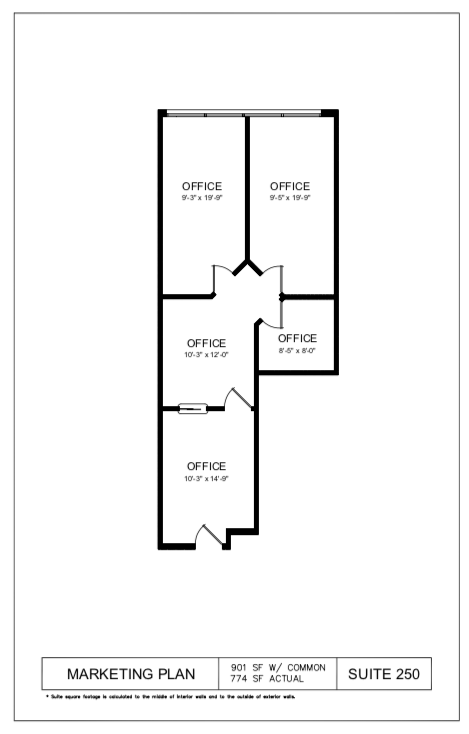 OFFICE
9'-3" x 19'-9"
OFFICE
9'-5" x 19'-9"
OFFICE
10'-3" x 12'-0"
OFFICE
8'-5" x 8'-0"
OFFICE
10'-3" x 14'-9"
MARKETING PLAN
901 SF W/ COMMON
774 SF ACTUAL
SUITE 250
* Suite square footage is calculated to the middle of interior walls and to the outside of exterior walls.